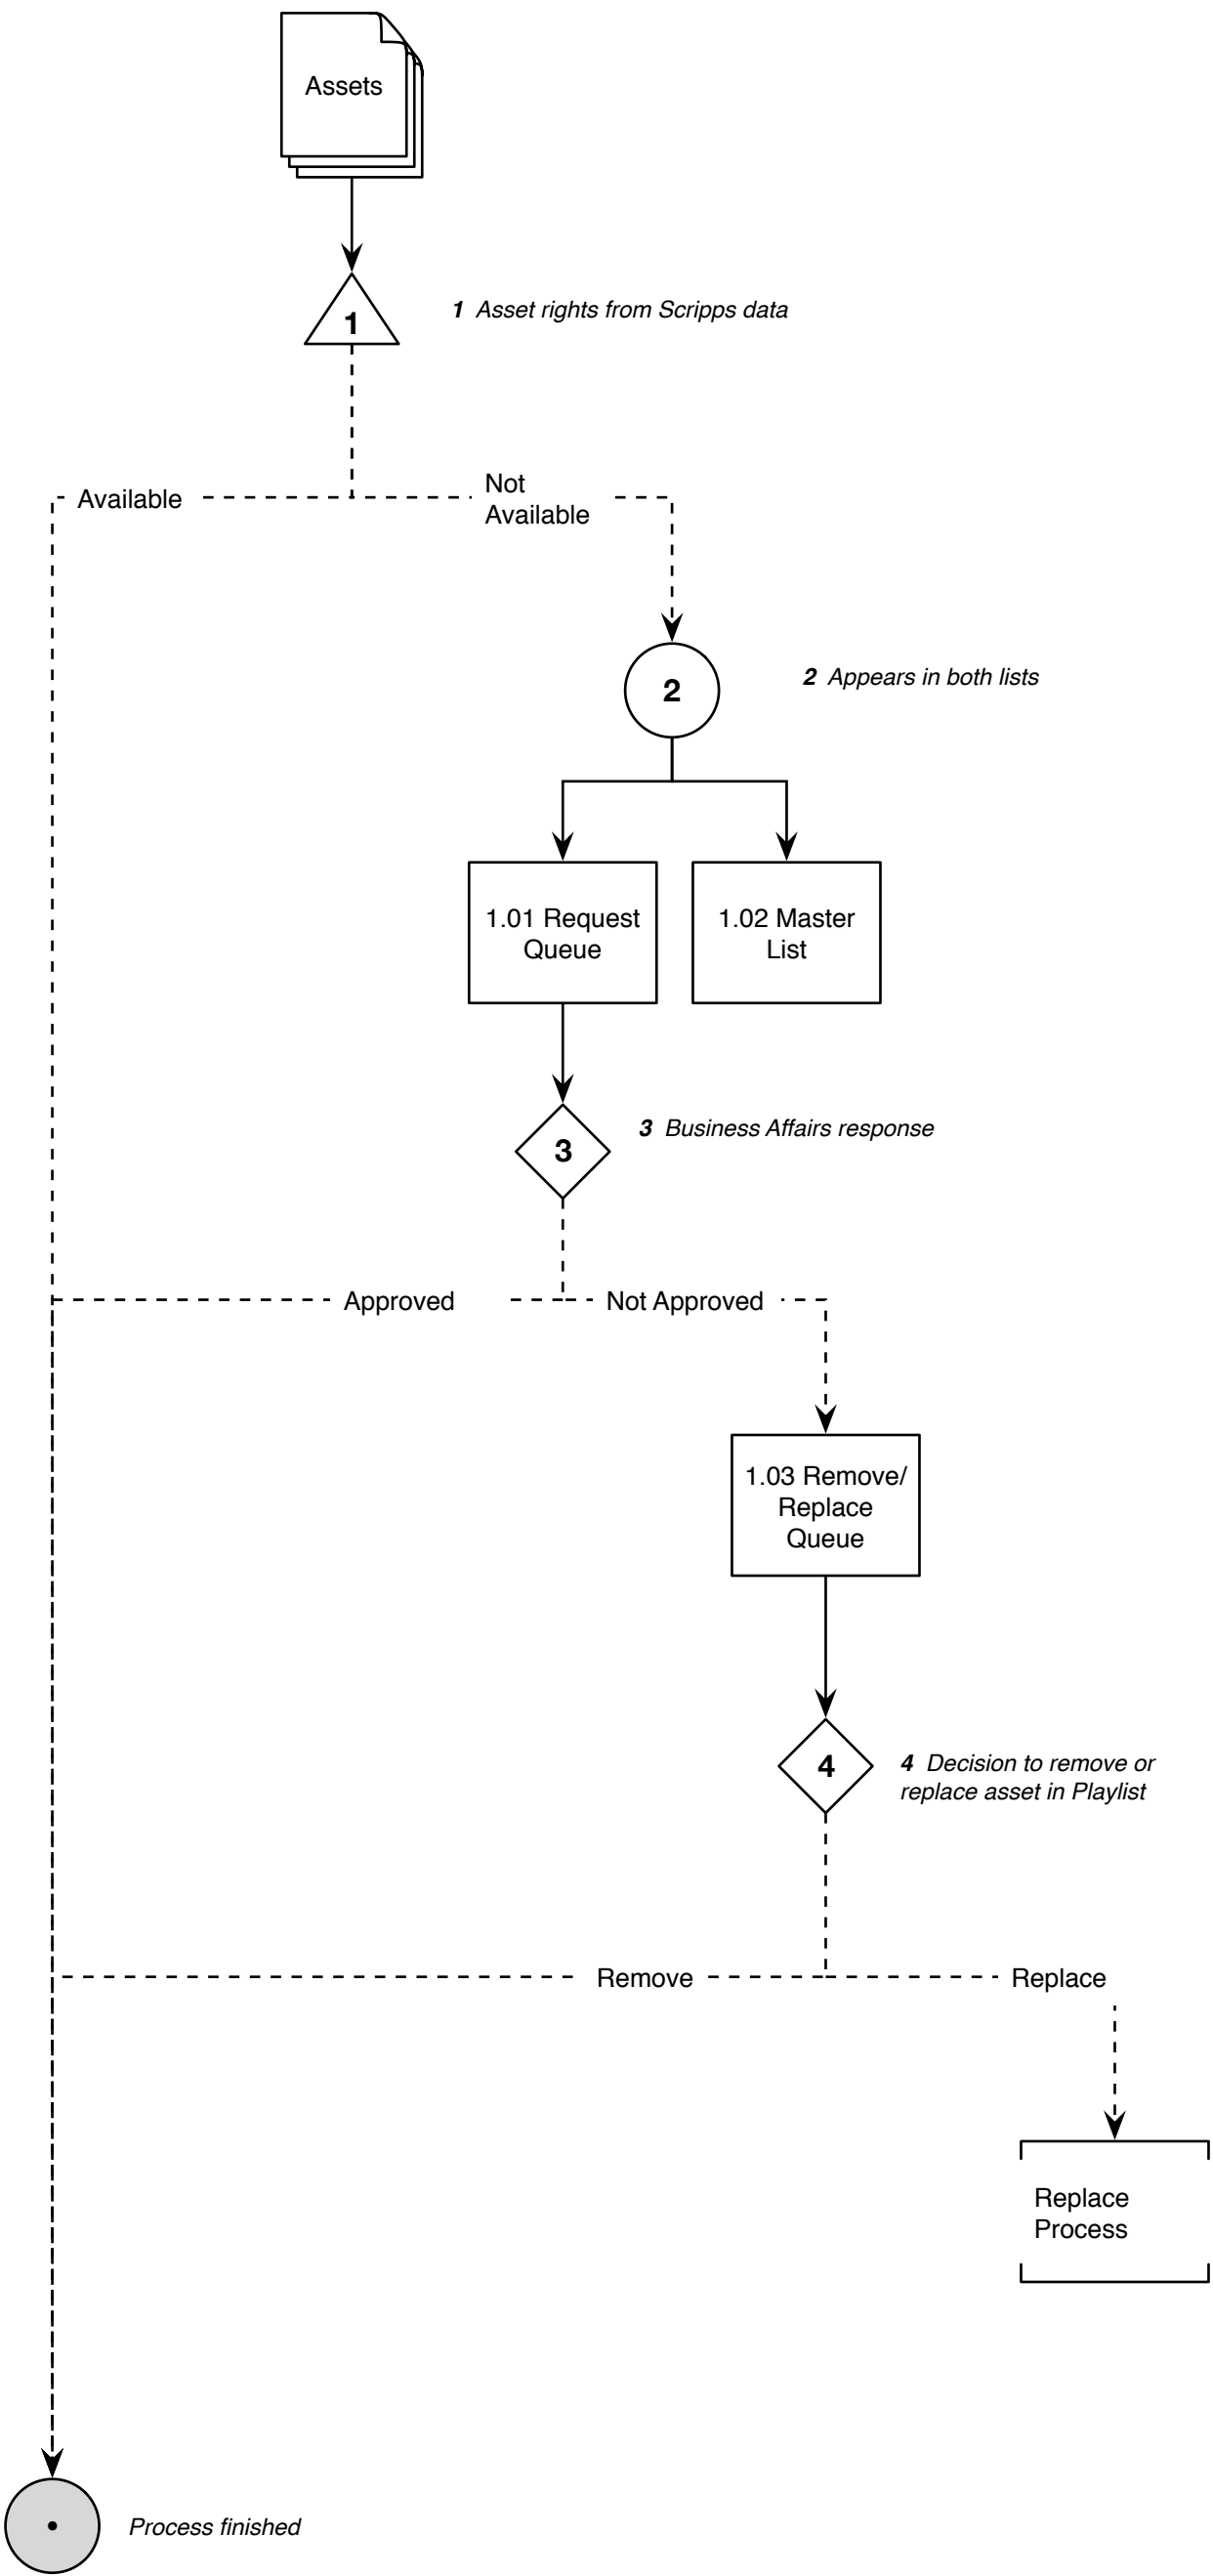 Assets
1
1 Asset rights from Scripps data
Available
Not
Available
2
2 Appears in both lists
1.01 Request
Queue
1.02 Master
List
3
3 Business Affairs response
Approved
Not Approved
1.03 Remove/
Replace
Queue
4
4 Decision to remove or
replace asset in Playlist
Remove
Replace
Replace
Process
Process finished